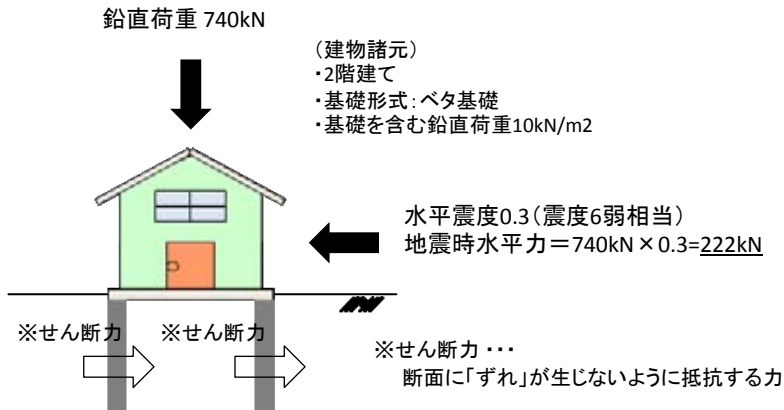 鉛直荷重 740kN
(建物諸元)
・2階建て
・基礎形式:ベタ基礎
・基礎を含む鉛直荷重10kN/m2
水平震度0.3(震度6弱相当)
地震時水平力=740kN×0.3=222kN
※せん断力
※せん断力
※せん断力・・・
断面に「ずれ」が生じないように抵抗する力